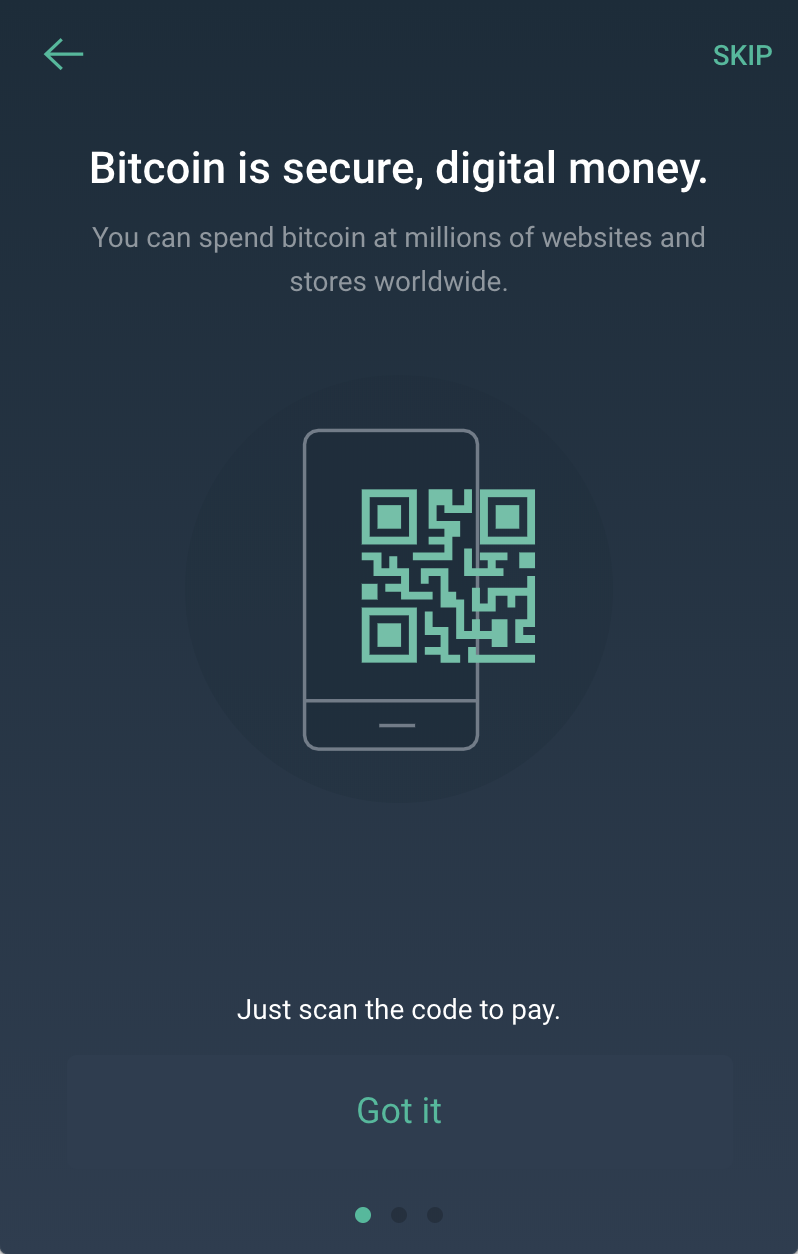 SKIP
Bitcoin is secure, digital money.
You can spend bitcoin at millions of websites and
stores worldwide.
Just scan the code to pay.
Got it